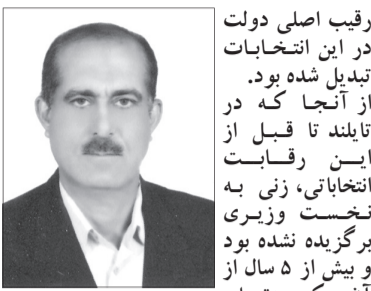 رقیب اصلی دولت
در این انتخابات
تبدیل شده بود.
از آنجا که در
تایلند تا قبل از
این رقابت
انتخاباتی، زنی به
نخست وزیری
برگزیده نشده بود
و بیش از ۵ سال از